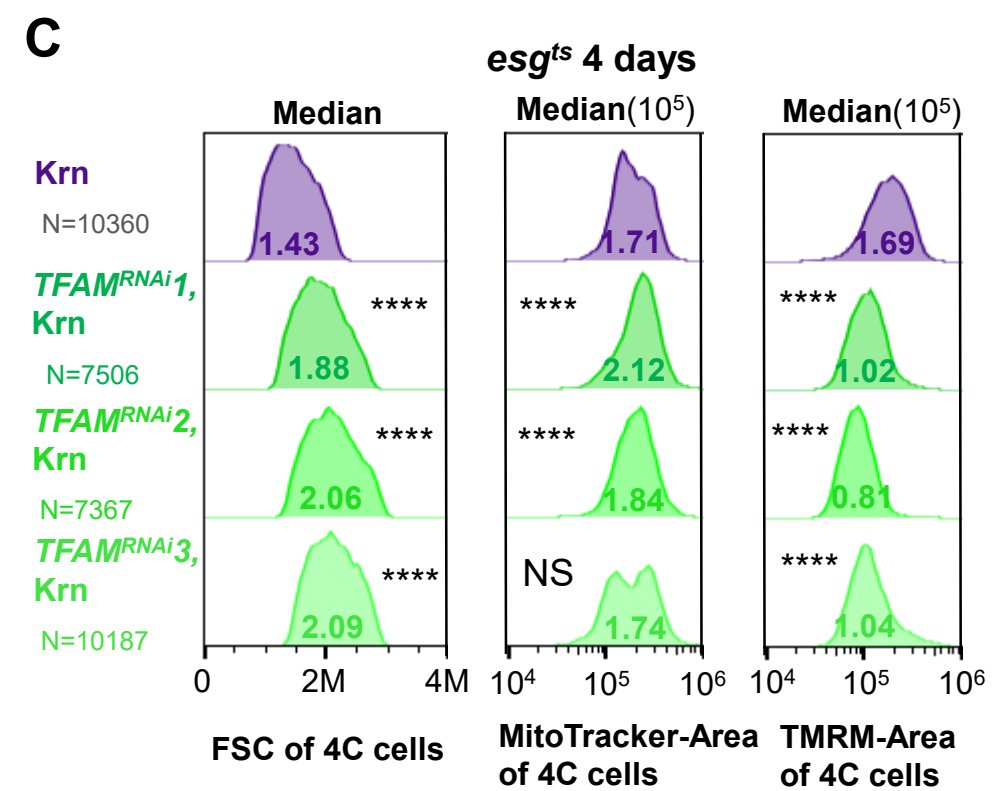 C
esgᵗˢ 4 days
Median
Median(10⁵)
Median(10⁵)
Krn
N=10360
1.43
1.71
1.69
TFAMᴿᴺᴬⁱ1,
Krn
N=7506
1.88
****
2.12
****
1.02
****
TFAMᴿᴺᴬⁱ2,
Krn
N=7367
2.06
****
1.84
****
0.81
****
TFAMᴿᴺᴬⁱ3,
Krn
N=10187
2.09
****
1.74
NS
1.04
****
0 2M 4M
10⁴ 10⁵ 10⁶
10⁴ 10⁵ 10⁶
FSC of 4C cells
MitoTracker-Area
of 4C cells
TMRM-Area
of 4C cells